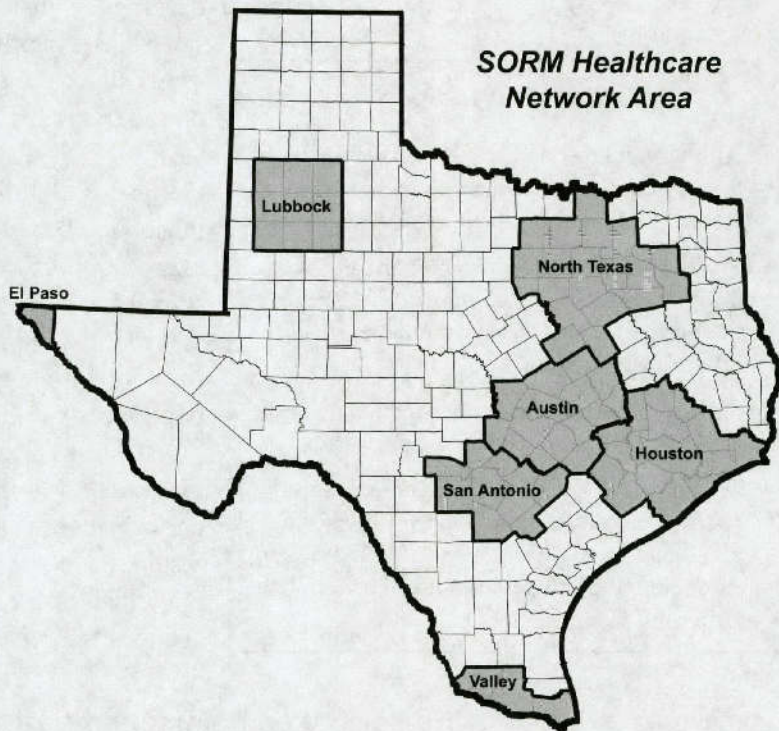 SORM Healthcare
Network Area
Lubbock
North Texas
El Paso
Austin
Houston
San Antonio
Valley